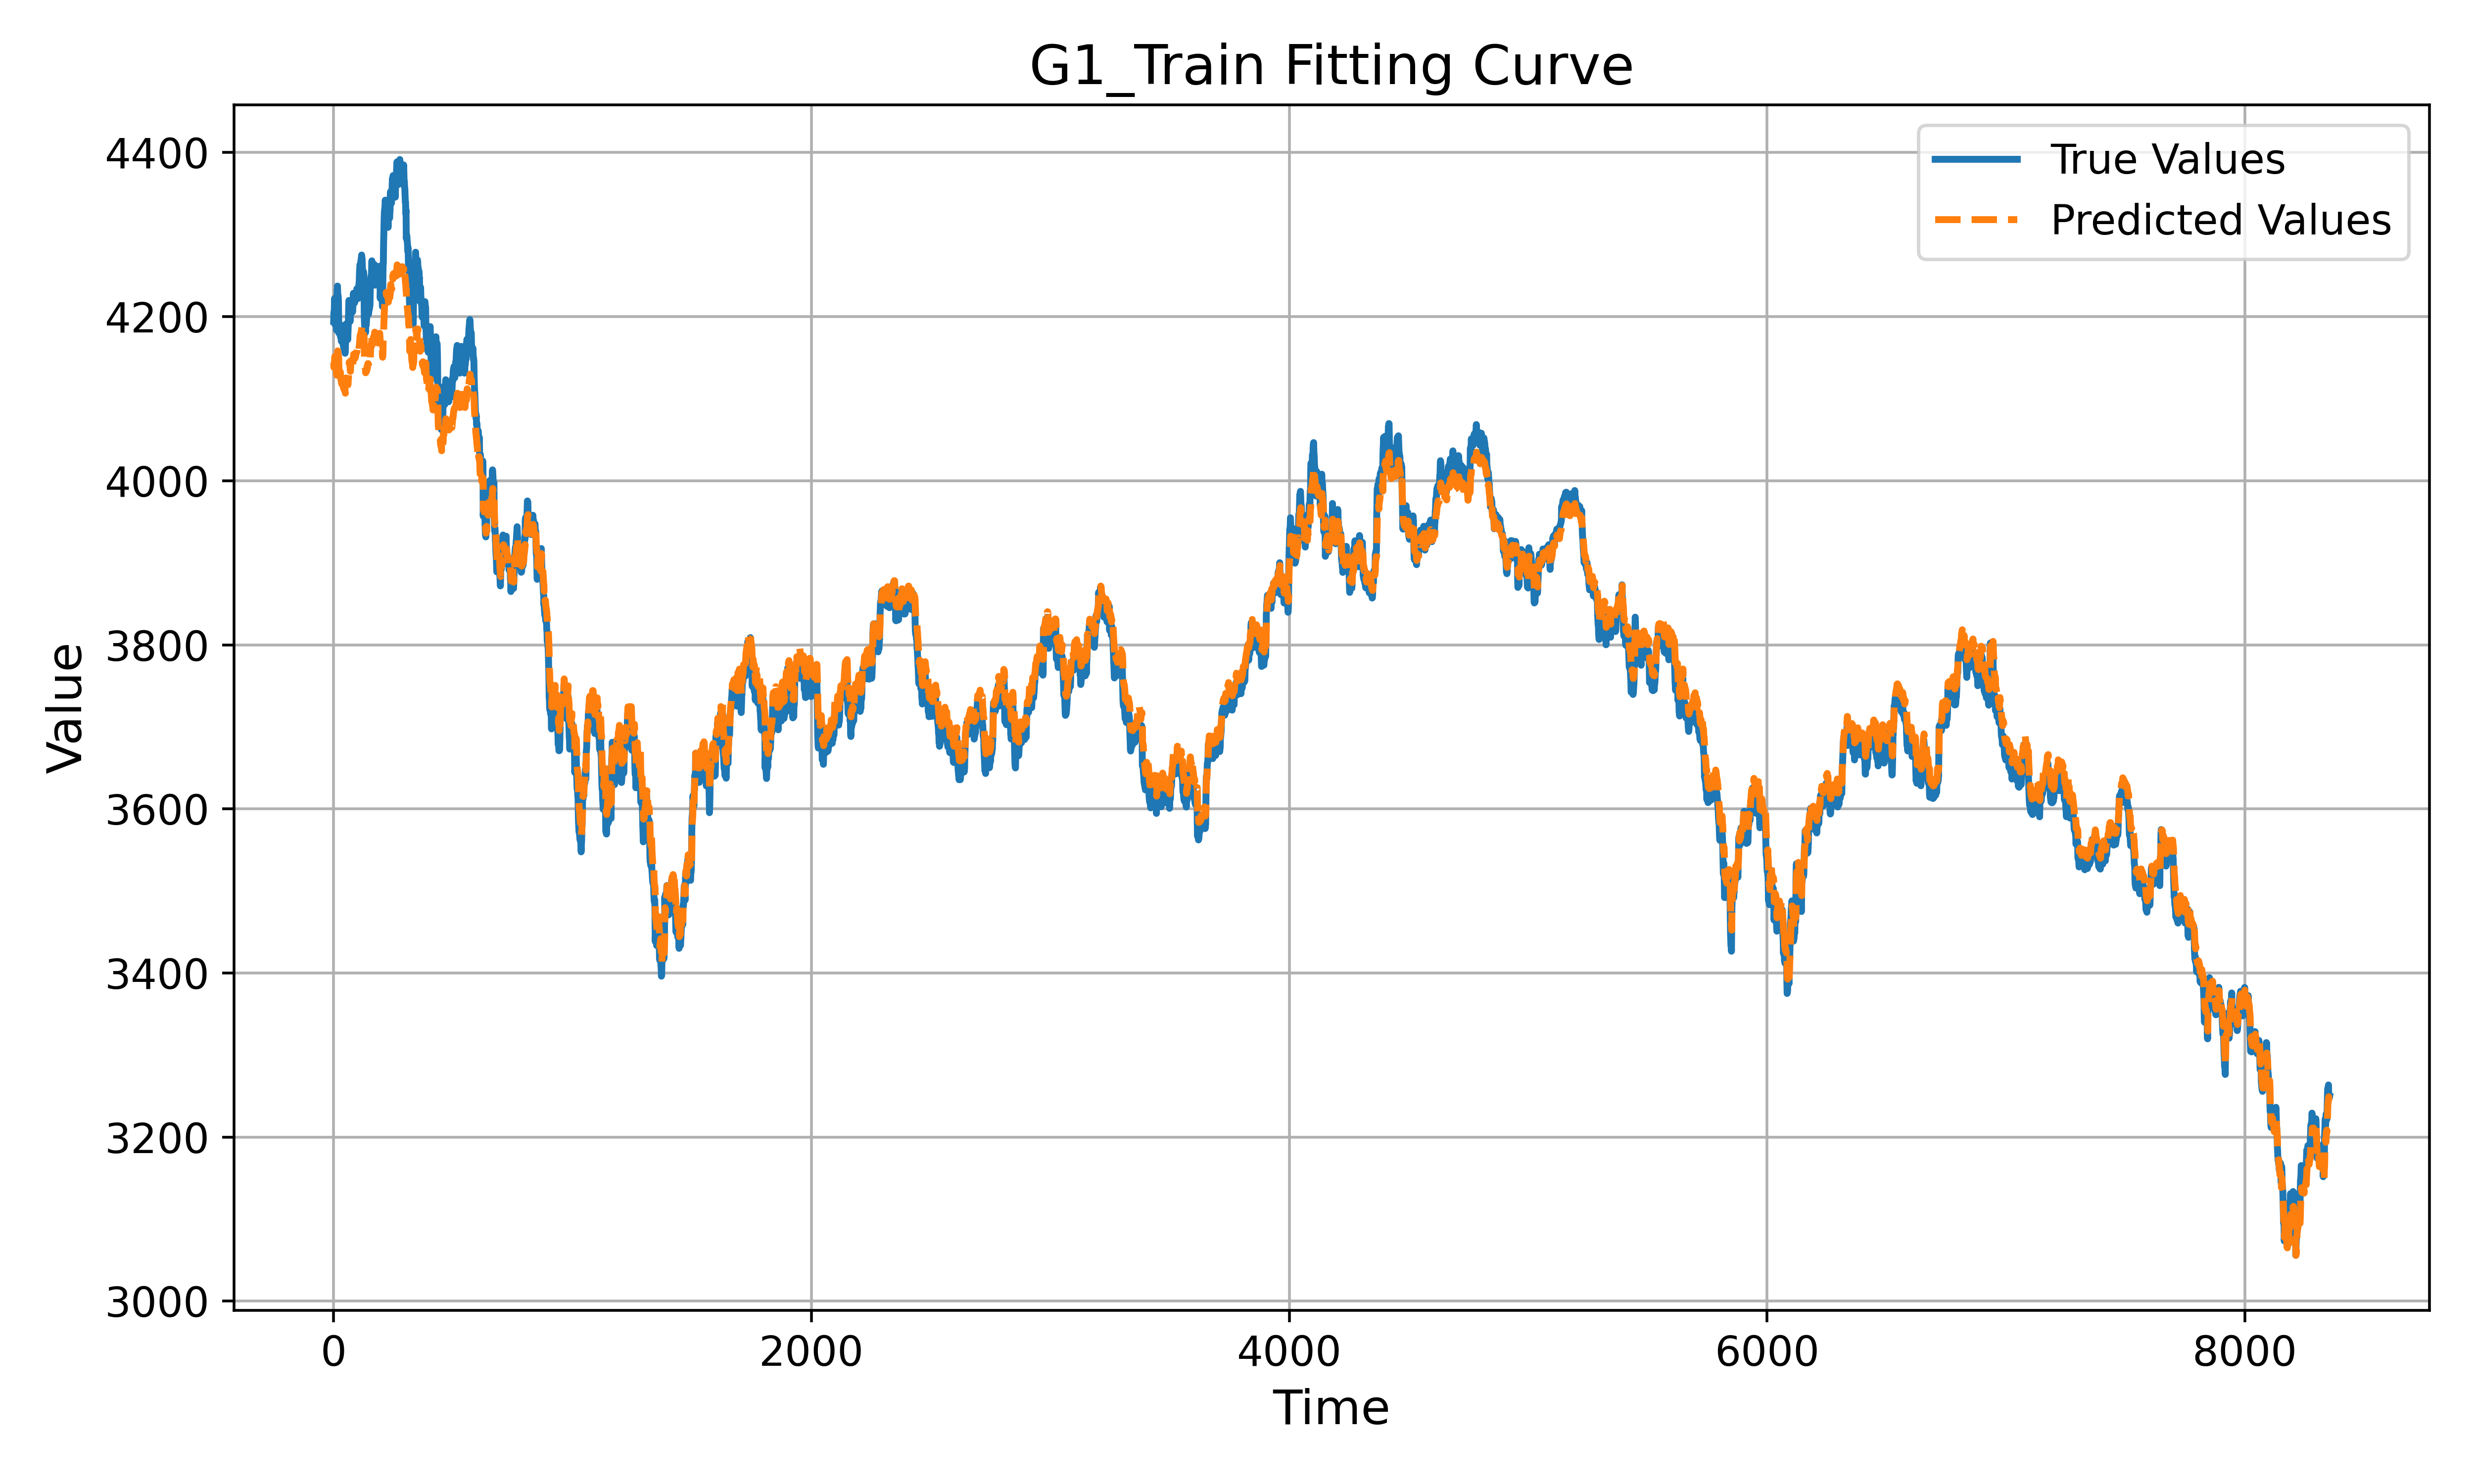 G1_Train Fitting Curve
True Values
Predicted Values
Value
4400
4200
4000
3800
3600
3400
3200
3000
0 2000 4000 6000 8000
Time